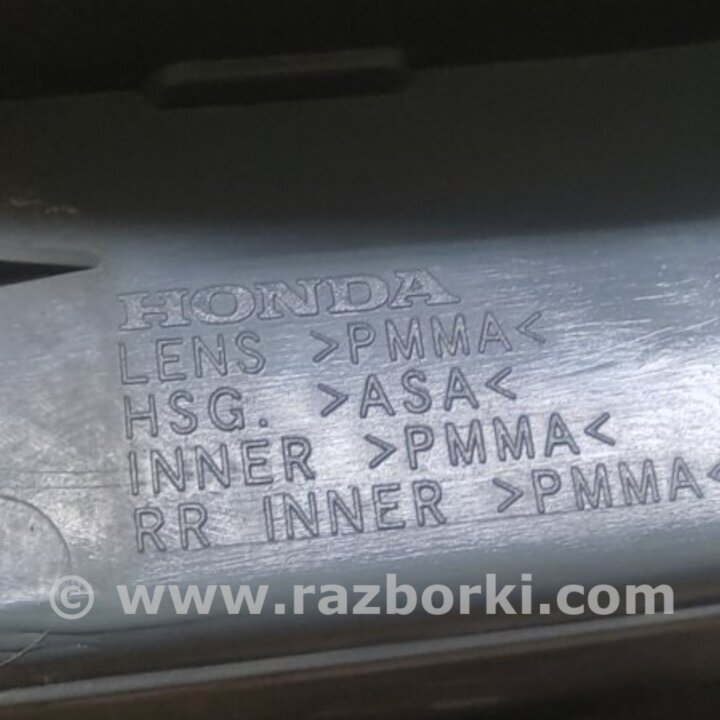 HONDA
LENS >PMMA<
HSG. >ASA<
INNER >PMMA<
RR INNER >PMMA<
© www.razborki.com